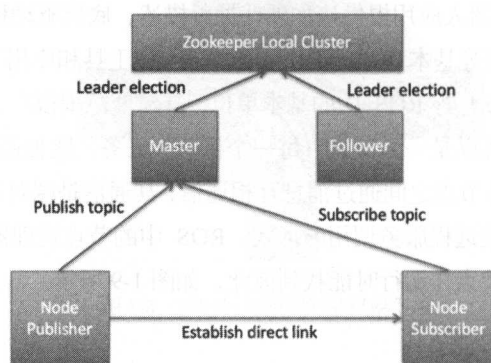 Zookeeper Local Cluster
Leader election
Leader election
Master
Follower
Publish topic
Subscribe topic
Node
Publisher
Node
Subscriber
Establish direct link